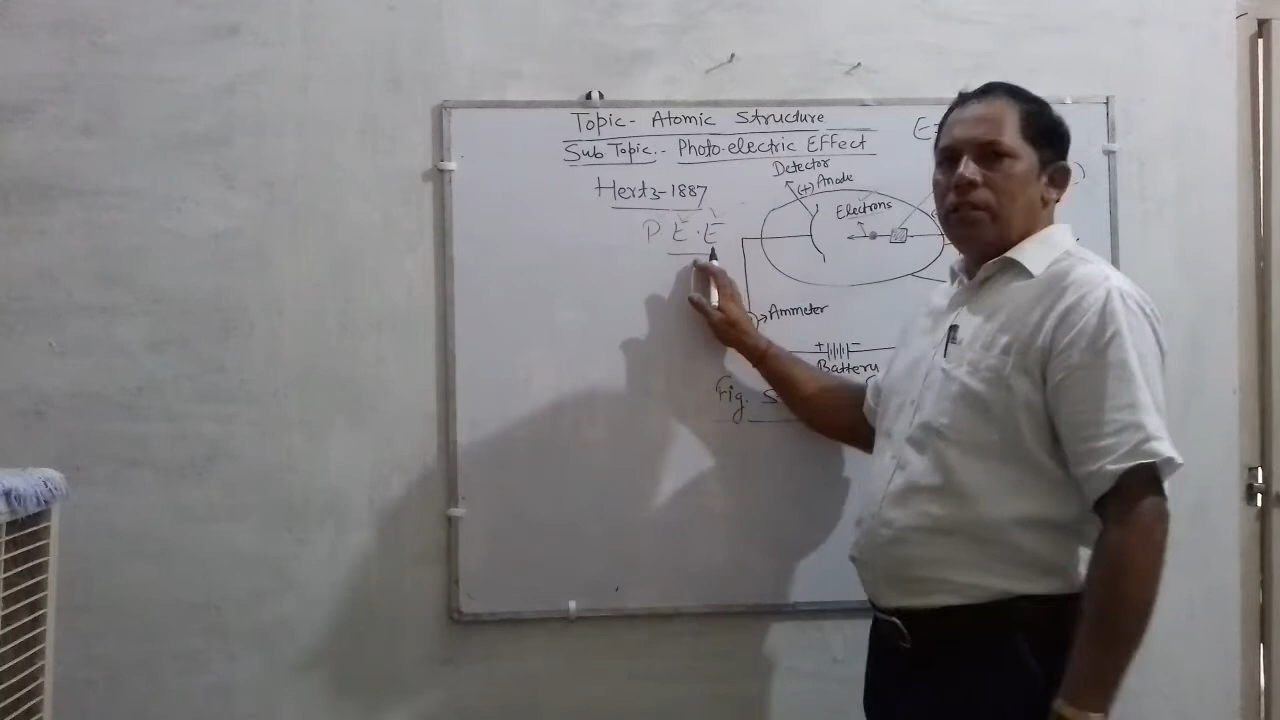 Topic- Atomic Structure
Sub Topic:- Photo-electric Effect
E=
Detector
(+) Anode
Hertz-1887
Electrons
P E.E
Ammeter
+ -
Battery
Fig.